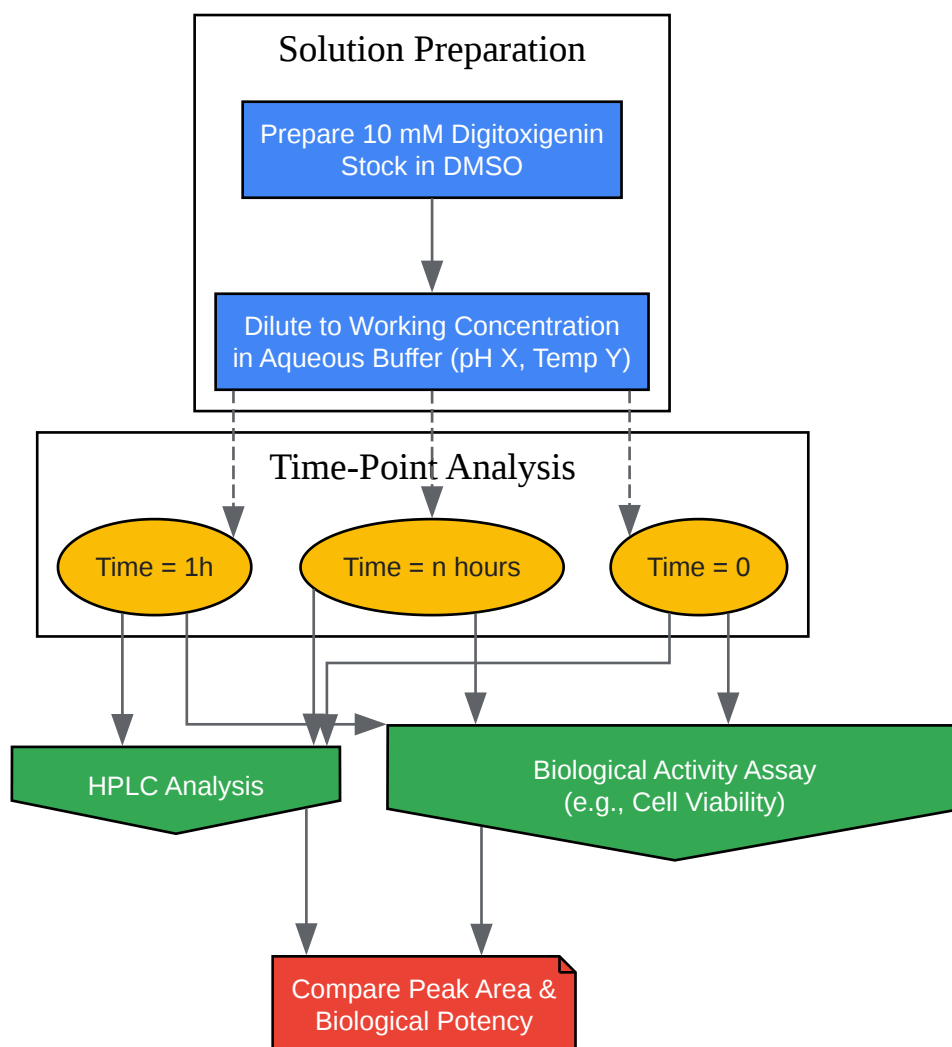 Solution Preparation
Prepare 10 mM Digitoxigenin
Stock in DMSO
Dilute to Working Concentration
in Aqueous Buffer (pH X, Temp Y)
Time-Point Analysis
Time = 1h
Time = n hours
Time = 0
HPLC Analysis
Biological Activity Assay
(e.g., Cell Viability)
Compare Peak Area &
Biological Potency